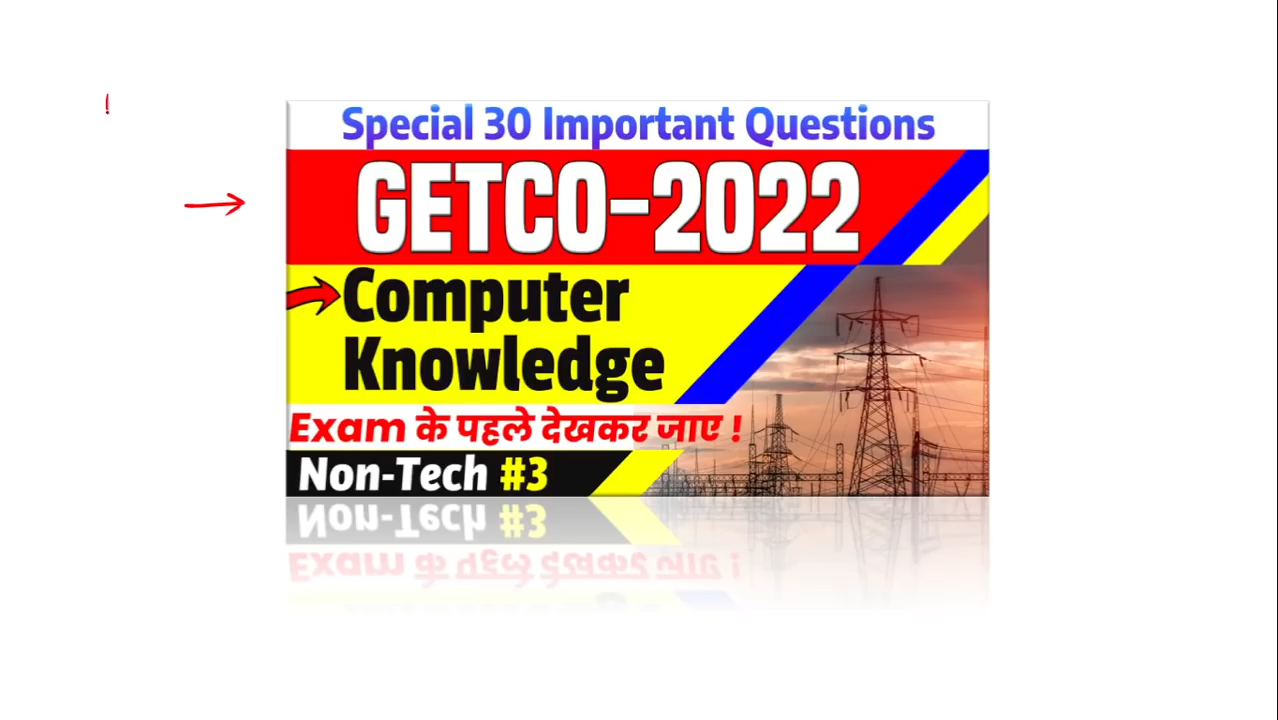 !
Special 30 Important Questions
GETCO-2022
Computer
Knowledge
Exam के पहले देखकर जाए !
Non-Tech #3